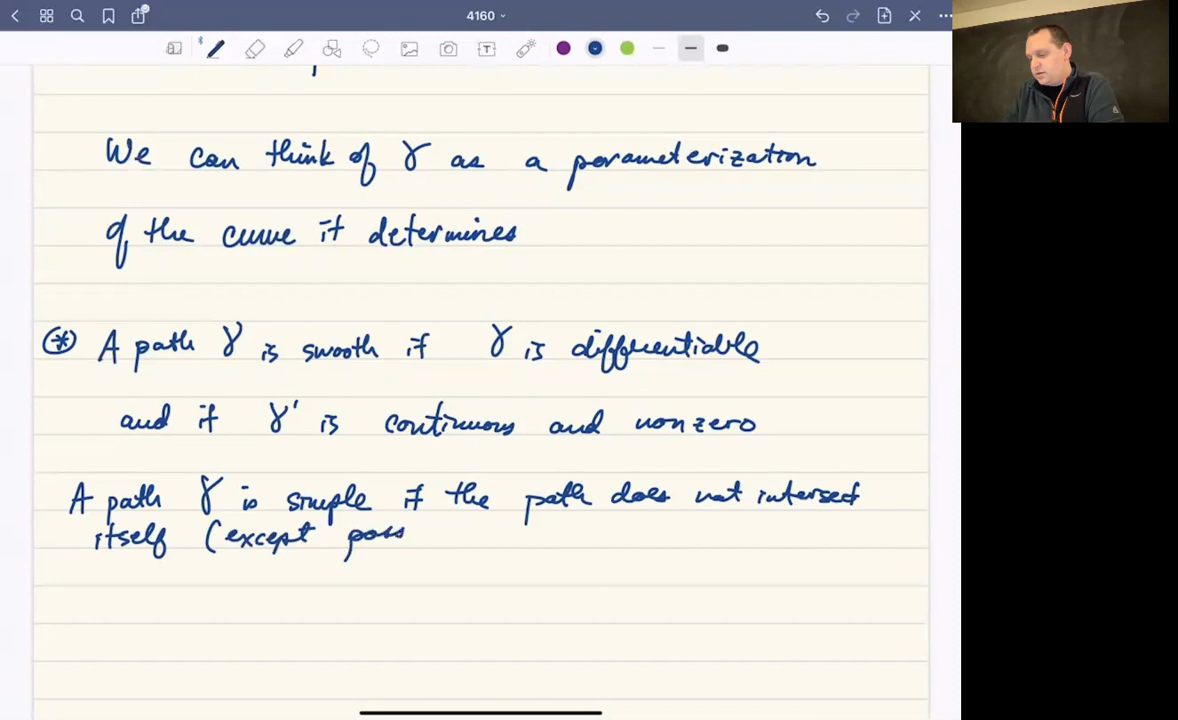 4160
We can think of γ as a parameterization
of the curve it determines
(*) A path γ is smooth if γ is differentiable
and if γ' is continuous and nonzero
A path γ is simple if the path does not intersect
itself (except poss